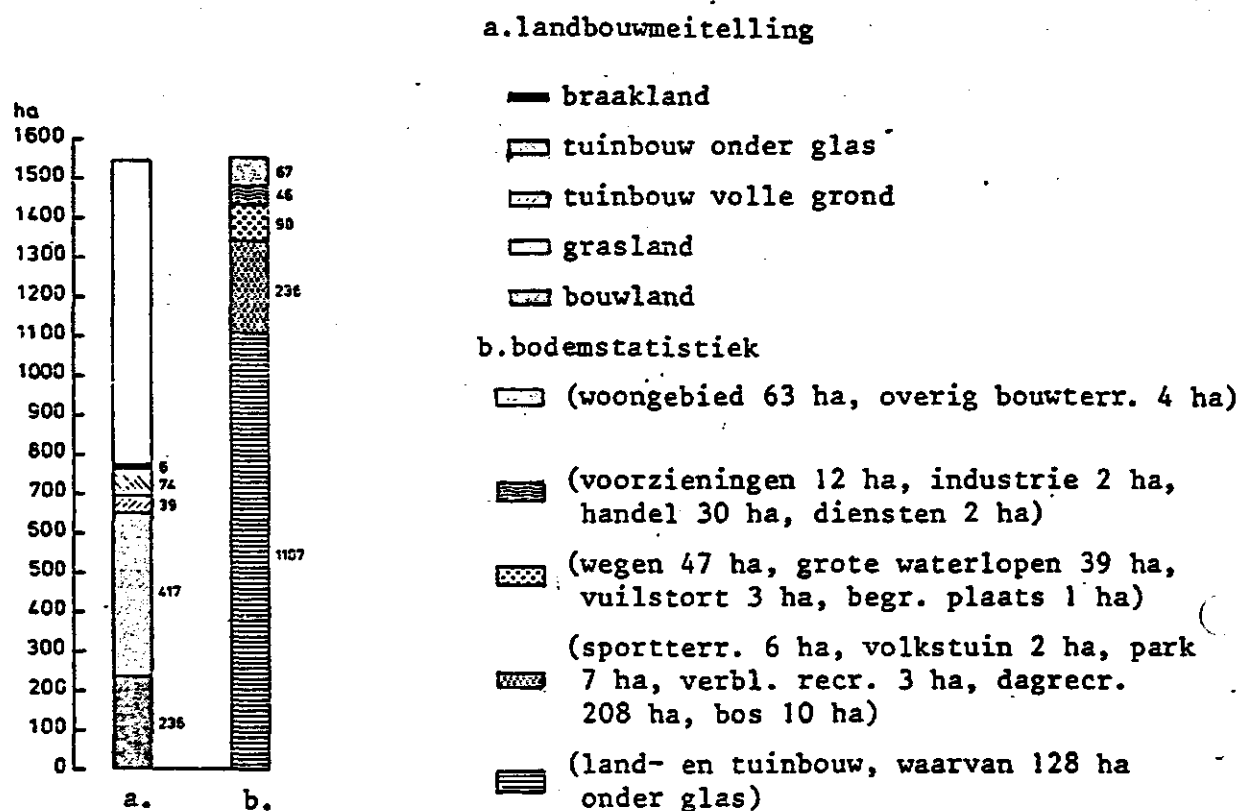 a.landbouwmeitelling
braakland
tuinbouw onder glas
tuinbouw volle grond
grasland
bouwland
b.bodemstatistiek
(woongebied 63 ha, overig bouwterr. 4 ha)
(voorzieningen 12 ha, industrie 2 ha,
handel 30 ha, diensten 2 ha)
(wegen 47 ha, grote waterlopen 39 ha,
vuilstort 3 ha, begr. plaats 1 ha)
(sportterr. 6 ha, volkstuin 2 ha, park
7 ha, verbl. recr. 3 ha, dagrecr.
208 ha, bos 10 ha)
(land- en tuinbouw, waarvan 128 ha
onder glas)
ha
1600
1500
1400
1300
1200
1100
1000
900
800
700
600
500
400
300
200
100
0
6
74
39
417
236
67
46
90
236
1107
a.
b.